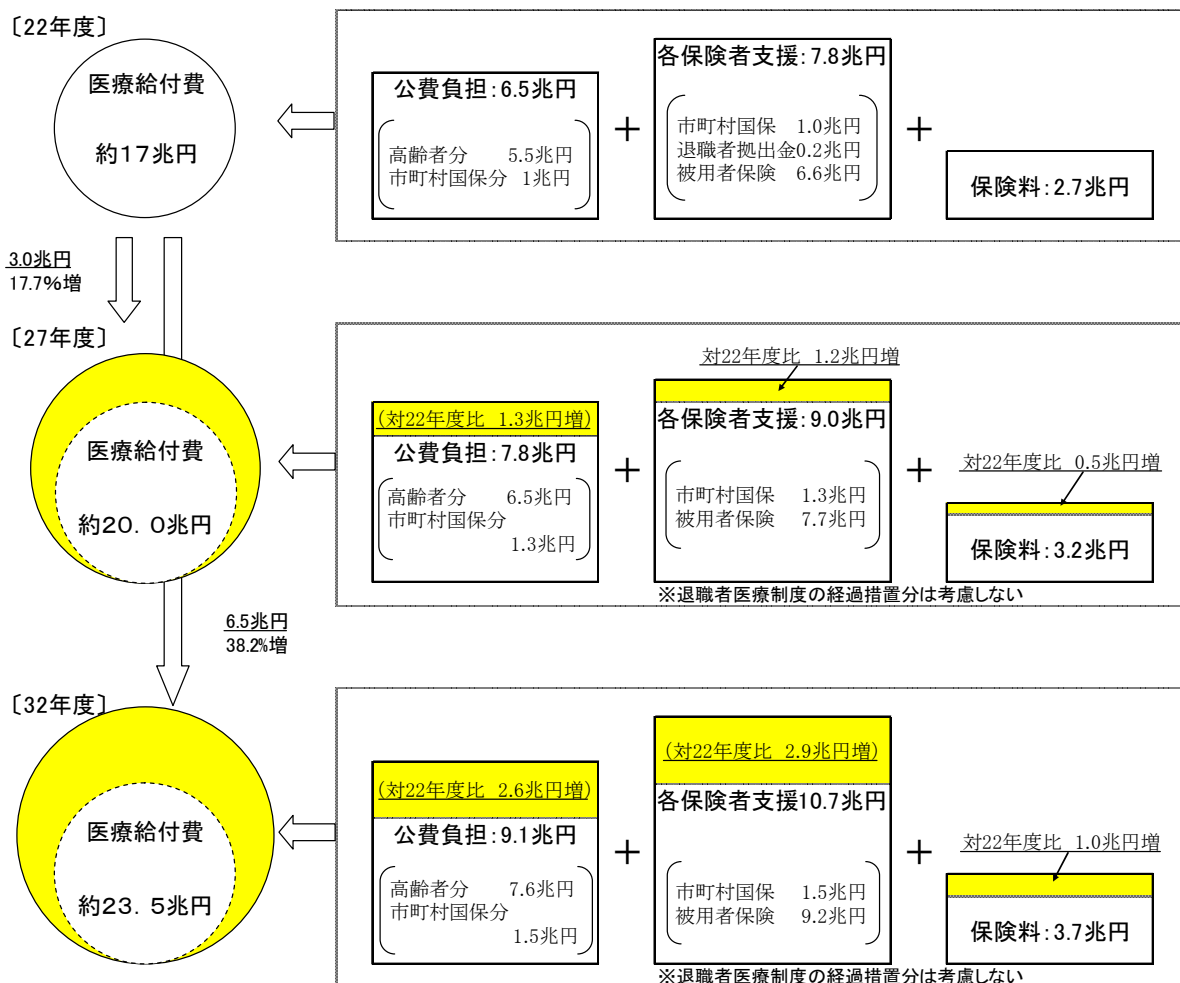 〔22年度〕
医療給付費
約17兆円
公費負担：6.5兆円
高齢者分　5.5兆円
市町村国保分　1兆円
＋
各保険者支援：7.8兆円
市町村国保　1.0兆円
退職者拠出金0.2兆円
被用者保険　6.6兆円
＋
保険料：2.7兆円
3.0兆円
17.7%増
〔27年度〕
医療給付費
約20．0兆円
(対22年度比　1.3兆円増)
公費負担：7.8兆円
高齢者分　6.5兆円
市町村国保分
1.3兆円
＋
対22年度比　1.2兆円増
各保険者支援：9.0兆円
市町村国保　1.3兆円
被用者保険　7.7兆円
＋
対22年度比　0.5兆円増
保険料：3.2兆円
※退職者医療制度の経過措置分は考慮しない
6.5兆円
38.2%増
〔32年度〕
医療給付費
約23．5兆円
(対22年度比　2.6兆円増)
公費負担：9.1兆円
高齢者分　7.6兆円
市町村国保分
1.5兆円
＋
(対22年度比　2.9兆円増)
各保険者支援10.7兆円
市町村国保　1.5兆円
被用者保険　9.2兆円
＋
対22年度比　1.0兆円増
保険料：3.7兆円
※退職者医療制度の経過措置分は考慮しない